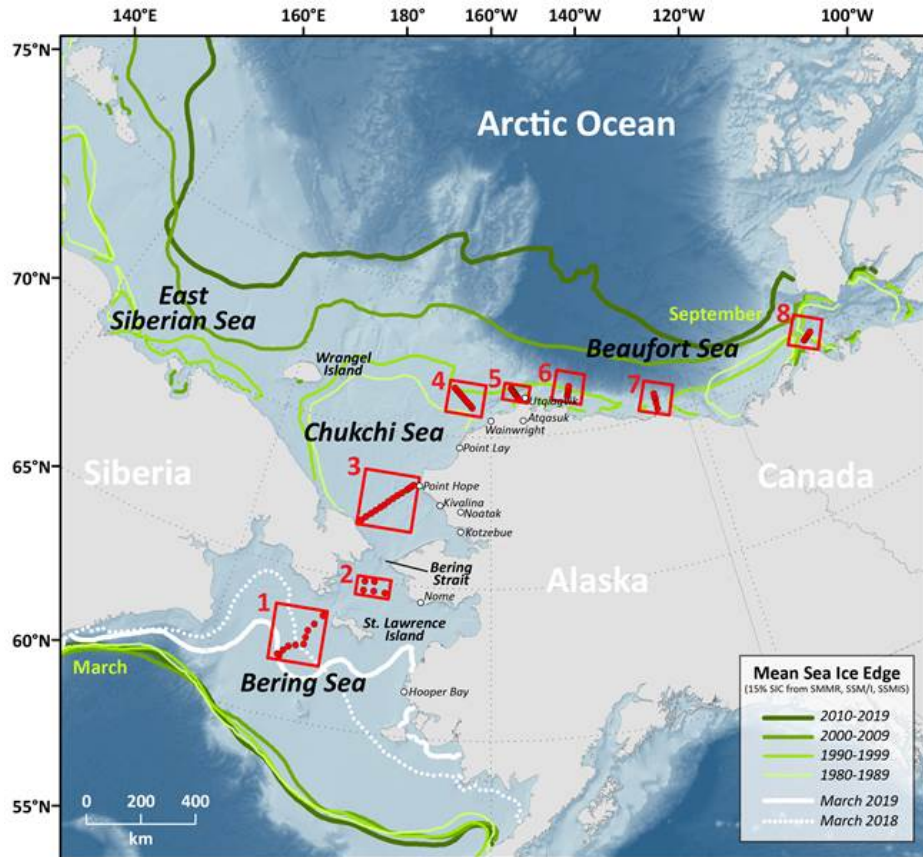 140°E 160°E 180° 160°W 140°W 120°W 100°W
75°N
Arctic Ocean
70°N
East
Siberian Sea
September
8
Beaufort Sea
Wrangel
Island
4
5
6
7
Utqiagvik
Atqasuk
Wainwright
Chukchi Sea
Point Lay
65°N
Siberia
3
Canada
Point Hope
Kivalina
Noatak
Kotzebue
Bering
Strait
Alaska
2
Nome
1
St. Lawrence
Island
60°N
March
Bering Sea
Hooper Bay
Mean Sea Ice Edge
(15% SIC from SMMR, SSM/I, SSMIS)
2010-2019
2000-2009
1990-1999
1980-1989
March 2019
March 2018
55°N
0 200 400
km